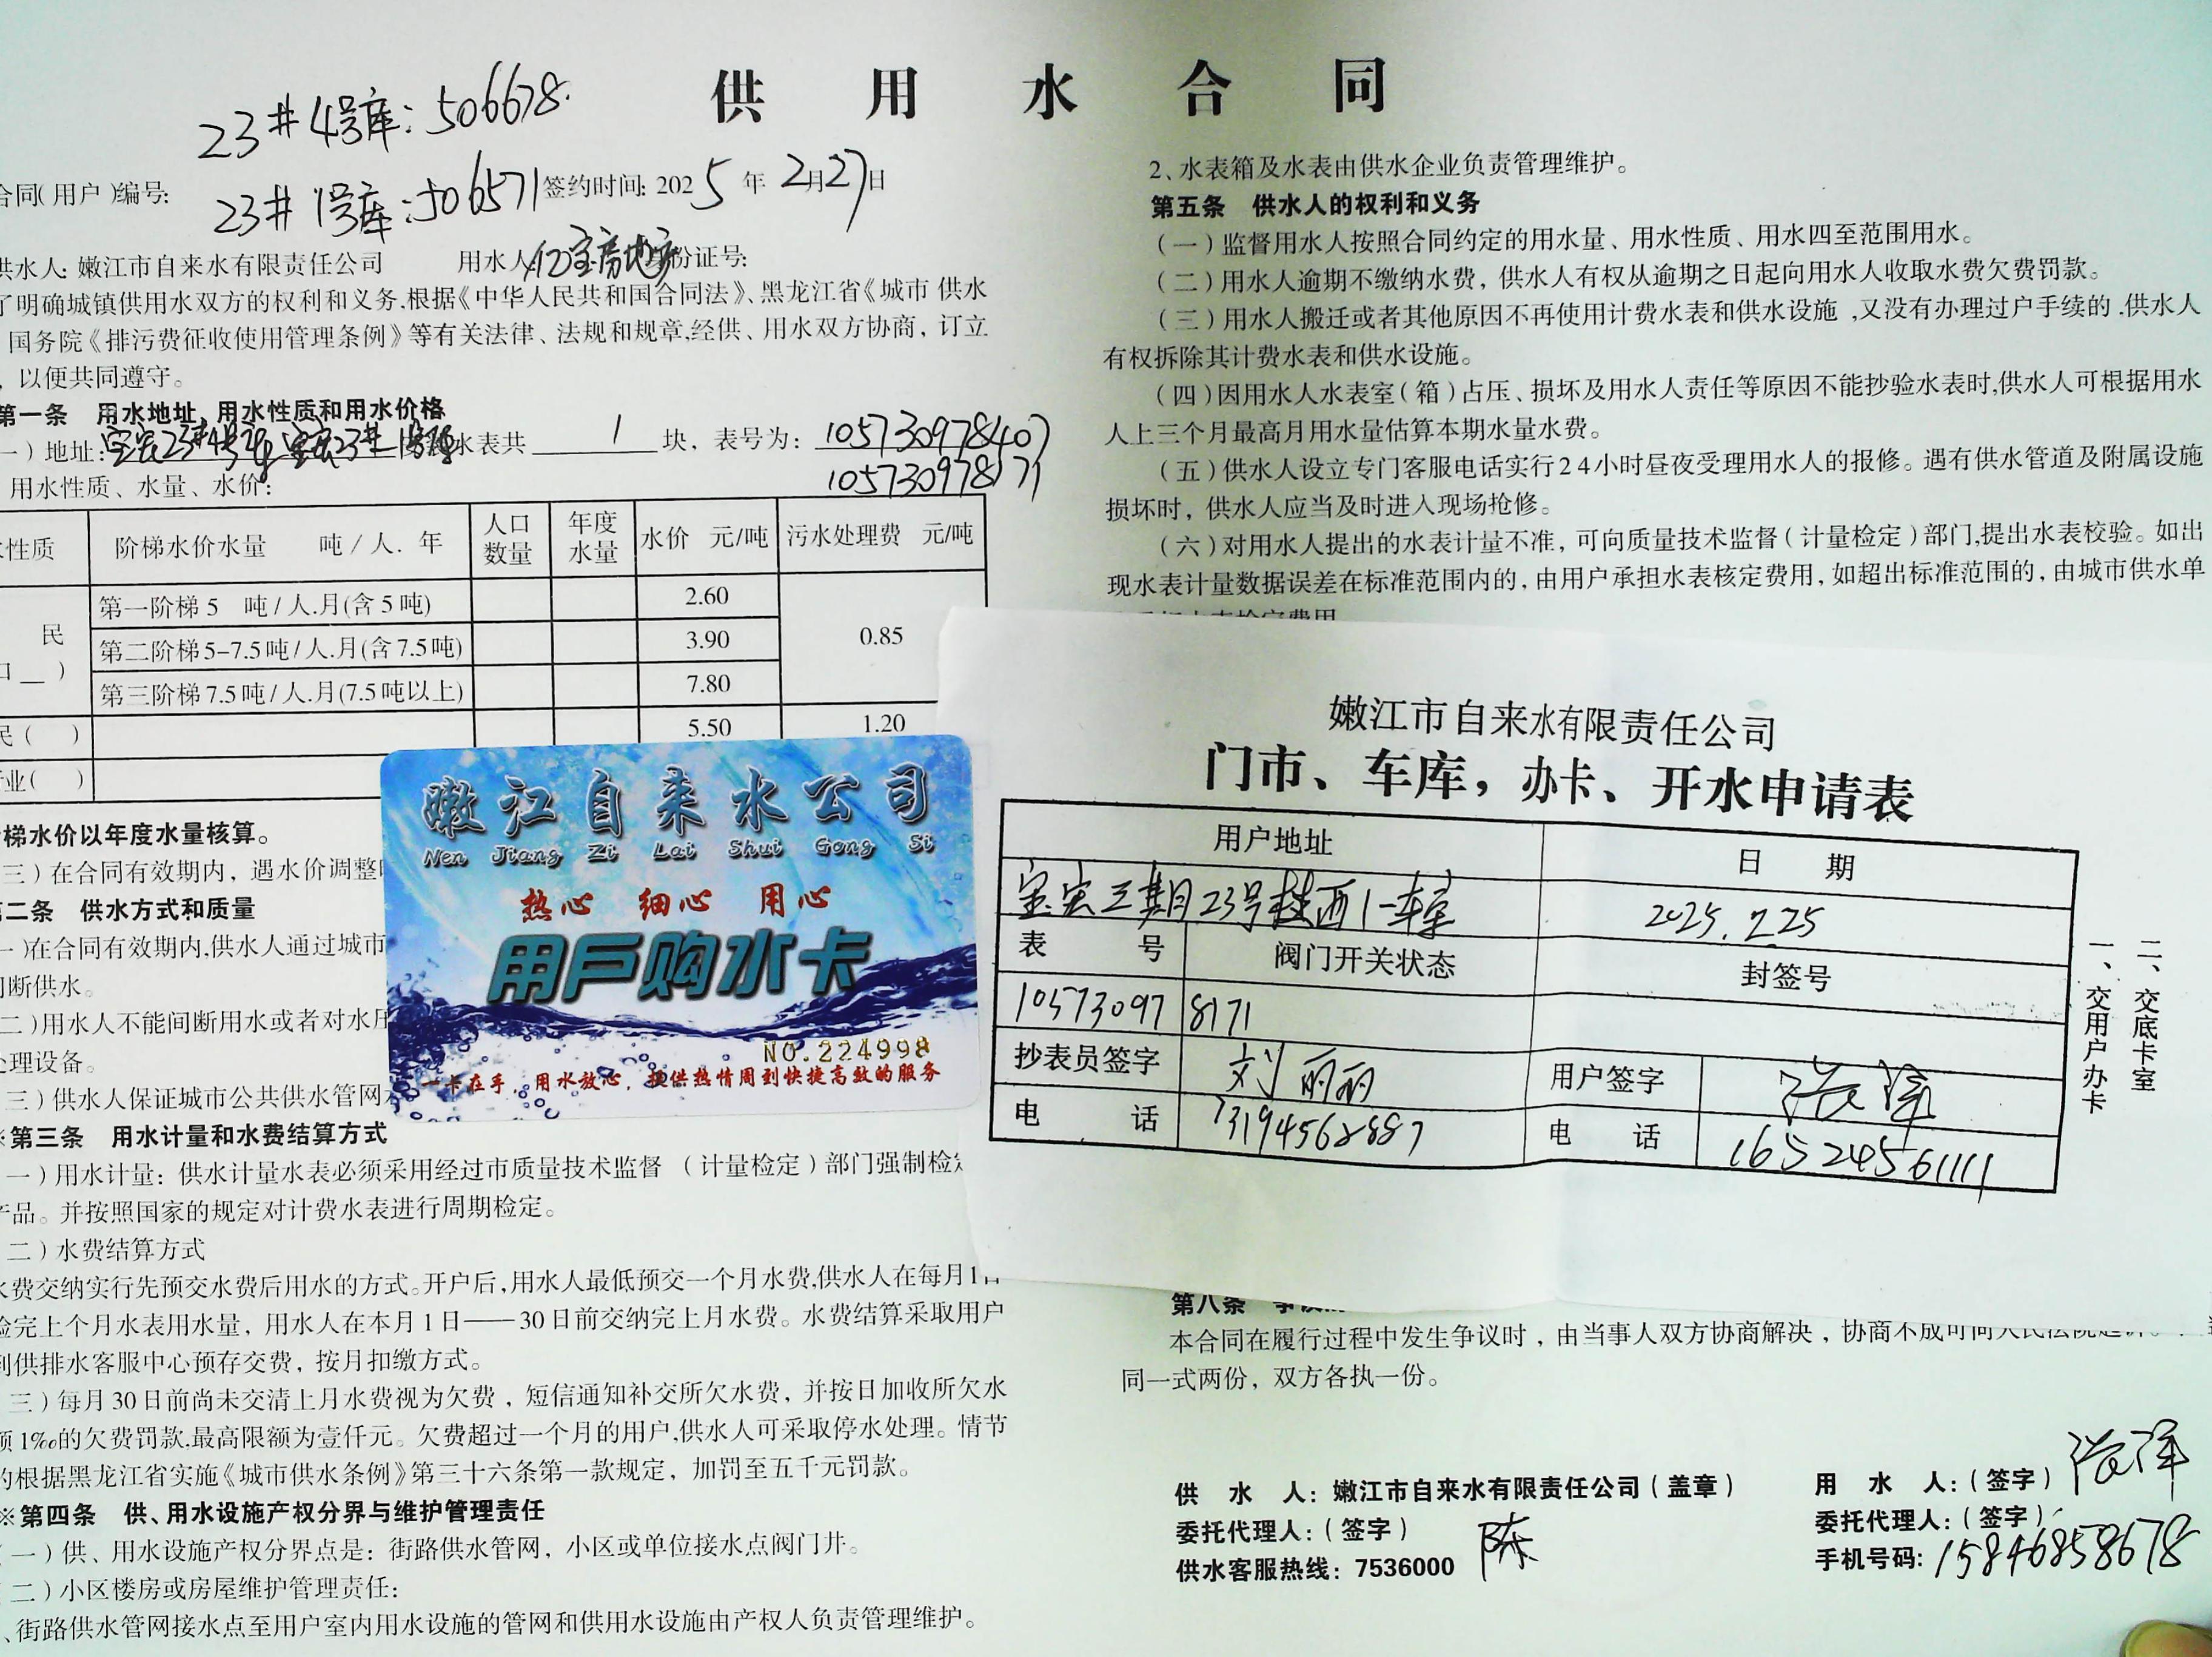 供用水合同
23#4号库:506678.
合同(用户)编号:
23#1号库:506571
签约时间: 2025年2月27日
供水人: 嫩江市自来水有限责任公司 用水人 亿宝房地产 份证号:
了明确城镇供用水双方的权利和义务,根据《中华人民共和国合同法》、黑龙江省《城市 供水
国务院《排污费征收使用管理条例》等有关法律、法规和规章,经供、用水双方协商, 订立
, 以便共同遵守。
第一条 用水地址、用水性质和用水价格
一)地址:宝宏23#4号 宝宏23#1号 水表共 1 块, 表号为: 105730978407
105730978171
用水性质、水量、水价:
性质 阶梯水价水量 吨/人. 年 人口数量 年度水量 水价 元/吨 污水处理费 元/吨
民 第一阶梯 5 吨/人.月(含5吨) 2.60
第二阶梯 5-7.5吨/人.月(含7.5吨) 3.90 0.85
第三阶梯 7.5吨/人.月(7.5吨以上) 7.80
民( ) 5.50 1.20
业( )
梯水价以年度水量核算。
三)在合同有效期内, 遇水价调整
二条 供水方式和质量
一)在合同有效期内,供水人通过城市
间断供水。
二)用水人不能间断用水或者对水压
处理设备。
三)供水人保证城市公共供水管网
※第三条 用水计量和水费结算方式
一)用水计量: 供水计量水表必须采用经过市质量技术监督 (计量检定)部门强制检定
产品。并按照国家的规定对计费水表进行周期检定。
二)水费结算方式
水费交纳实行先预交水费后用水的方式。开户后,用水人最低预交一个月水费,供水人在每月1日
验完上个月水表用水量, 用水人在本月1日——30日前交纳完上月水费。水费结算采取用户
到供排水客服中心预存交费, 按月扣缴方式。
三)每月30日前尚未交清上月水费视为欠费, 短信通知补交所欠水费, 并按日加收所欠水
额1‰的欠费罚款,最高限额为壹仟元。欠费超过一个月的用户,供水人可采取停水处理。情节
的根据黑龙江省实施《城市供水条例》第三十六条第一款规定, 加罚至五千元罚款。
※第四条 供、用水设施产权分界与维护管理责任
(一)供、用水设施产权分界点是: 街路供水管网, 小区或单位接水点阀门井。
(二)小区楼房或房屋维护管理责任:
、街路供水管网接水点至用户室内用水设施的管网和供用水设施由产权人负责管理维护。
2、水表箱及水表由供水企业负责管理维护。
第五条 供水人的权利和义务
(一)监督用水人按照合同约定的用水量、用水性质、用水四至范围用水。
(二)用水人逾期不缴纳水费, 供水人有权从逾期之日起向用水人收取水费欠费罚款。
(三)用水人搬迁或者其他原因不再使用计费水表和供水设施 ,又没有办理过户手续的.供水人
有权拆除其计费水表和供水设施。
(四)因用水人水表室(箱)占压、损坏及用水人责任等原因不能抄验水表时,供水人可根据用水
人上三个月最高月用水量估算本期水量水费。
(五)供水人设立专门客服电话实行24小时昼夜受理用水人的报修。遇有供水管道及附属设施
损坏时, 供水人应当及时进入现场抢修。
(六)对用水人提出的水表计量不准, 可向质量技术监督(计量检定)部门,提出水表校验。如出
现水表计量数据误差在标准范围内的, 由用户承担水表核定费用, 如超出标准范围的, 由城市供水单
嫩江自来水公司
Nen Jiang Zi Lai Shui Gong Si
热心 细心 用心
用户购水卡
NO.224998
一卡在手, 用水放心, 提供热情周到快捷高效的服务
嫩江市自来水有限责任公司
门市、车库, 办卡、开水申请表
用户地址 日 期
宝宏三期23号楼西1-车室 2025.2.25
表 号 阀门开关状态 封签号
105730978171
抄表员签字 刘丽丽 用户签字 张洋
电 话 13194562887 电 话 16524561111
一、交用户办卡
二、交底卡室
第八条
本合同在履行过程中发生争议时, 由当事人双方协商解决, 协商不成可向人民法院起诉。
同一式两份, 双方各执一份。
供 水 人: 嫩江市自来水有限责任公司(盖章)
委托代理人:(签字) 陈
供水客服热线: 7536000
用 水 人:(签字) 张洋
委托代理人:(签字)
手机号码: 15846858678